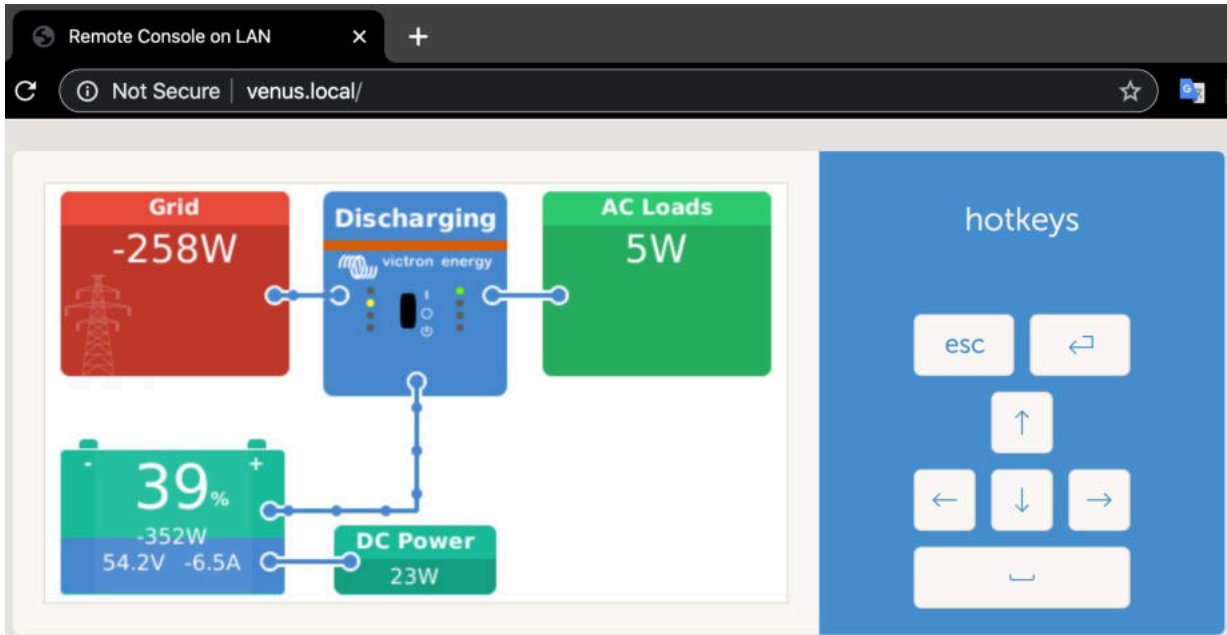 Remote Console on LAN
Not Secure | venus.local/
Grid
-258W
Discharging
victron energy
AC Loads
5W
- +
39%
-352W
54.2V -6.5A
DC Power
23W
hotkeys
esc